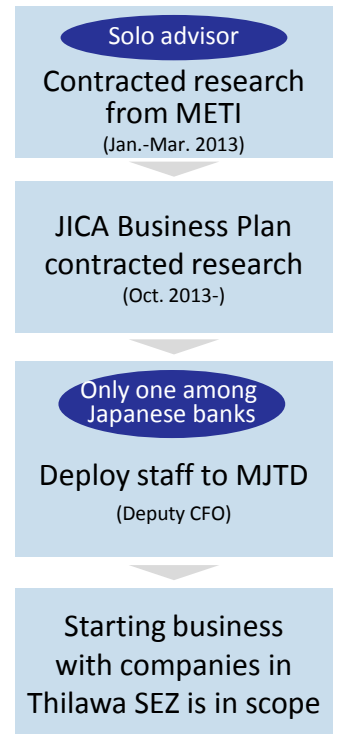 Solo advisor
Contracted research
from METI
(Jan.-Mar. 2013)
JICA Business Plan
contracted research
(Oct. 2013-)
Only one among
Japanese banks
Deploy staff to MJTD
(Deputy CFO)
Starting business
with companies in
Thilawa SEZ is in scope